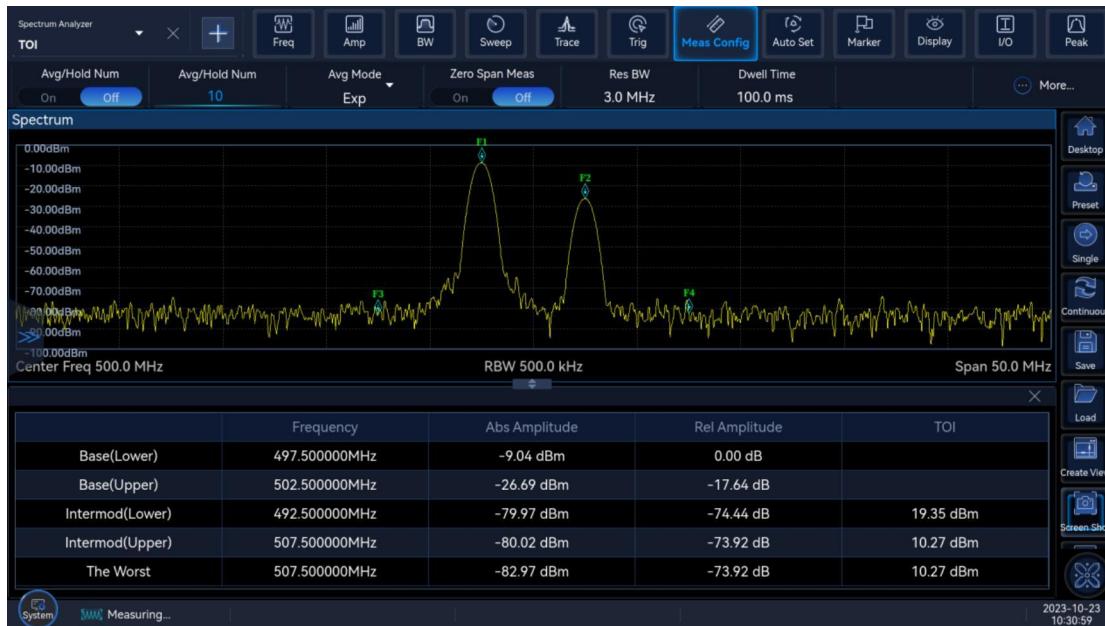 Spectrum Analyzer
TOI
Freq
Amp
BW
Sweep
Trace
Trig
Meas Config
Auto Set
Marker
Display
I/O
Peak
Avg/Hold Num Avg/Hold Num Avg Mode Zero Span Meas Res BW Dwell Time
On Off 10 Exp On Off 3.0 MHz 100.0 ms
More...
Spectrum
0.00dBm
-10.00dBm
-20.00dBm
-30.00dBm
-40.00dBm
-50.00dBm
-60.00dBm
-70.00dBm
-100.00dBm
F1
F2
F3
F4
Center Freq 500.0 MHz RBW 500.0 kHz Span 50.0 MHz
Frequency Abs Amplitude Rel Amplitude TOI
Base(Lower) 497.500000MHz -9.04 dBm 0.00 dB
Base(Upper) 502.500000MHz -26.69 dBm -17.64 dB
Intermod(Lower) 492.500000MHz -79.97 dBm -74.44 dB 19.35 dBm
Intermod(Upper) 507.500000MHz -80.02 dBm -73.92 dB 10.27 dBm
The Worst 507.500000MHz -82.97 dBm -73.92 dB 10.27 dBm
Desktop
Preset
Single
Continuou
Save
Load
Create Vie
Screen Sh
System
Measuring...
2023-10-23
10:30:59